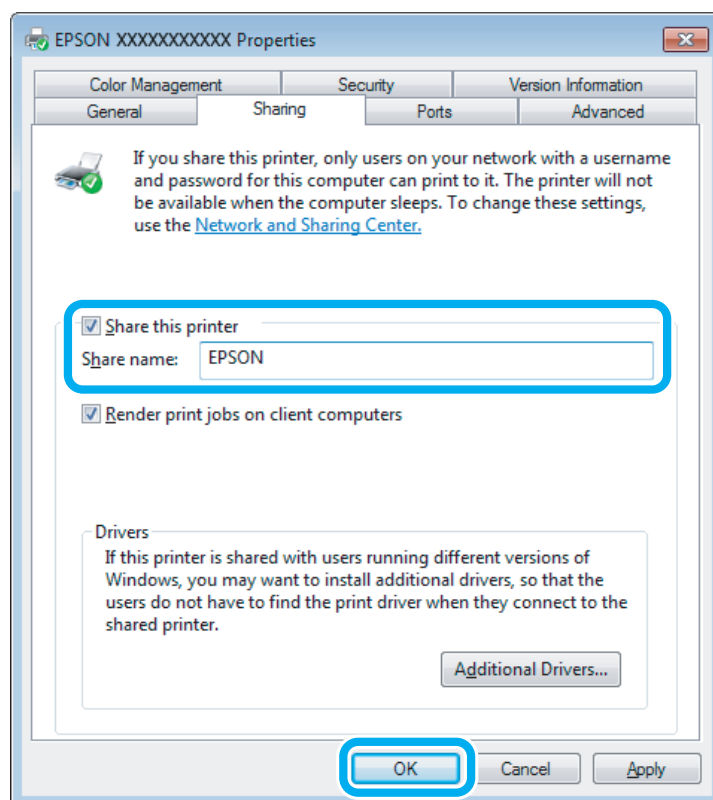 EPSON XXXXXXXXXXX Properties
Color Management Security Version Information
General Sharing Ports Advanced
If you share this printer, only users on your network with a username
and password for this computer can print to it. The printer will not
be available when the computer sleeps. To change these settings,
use the Network and Sharing Center.
Share this printer
Share name: EPSON
Render print jobs on client computers
Drivers
If this printer is shared with users running different versions of
Windows, you may want to install additional drivers, so that the
users do not have to find the print driver when they connect to the
shared printer.
Additional Drivers...
OK Cancel Apply